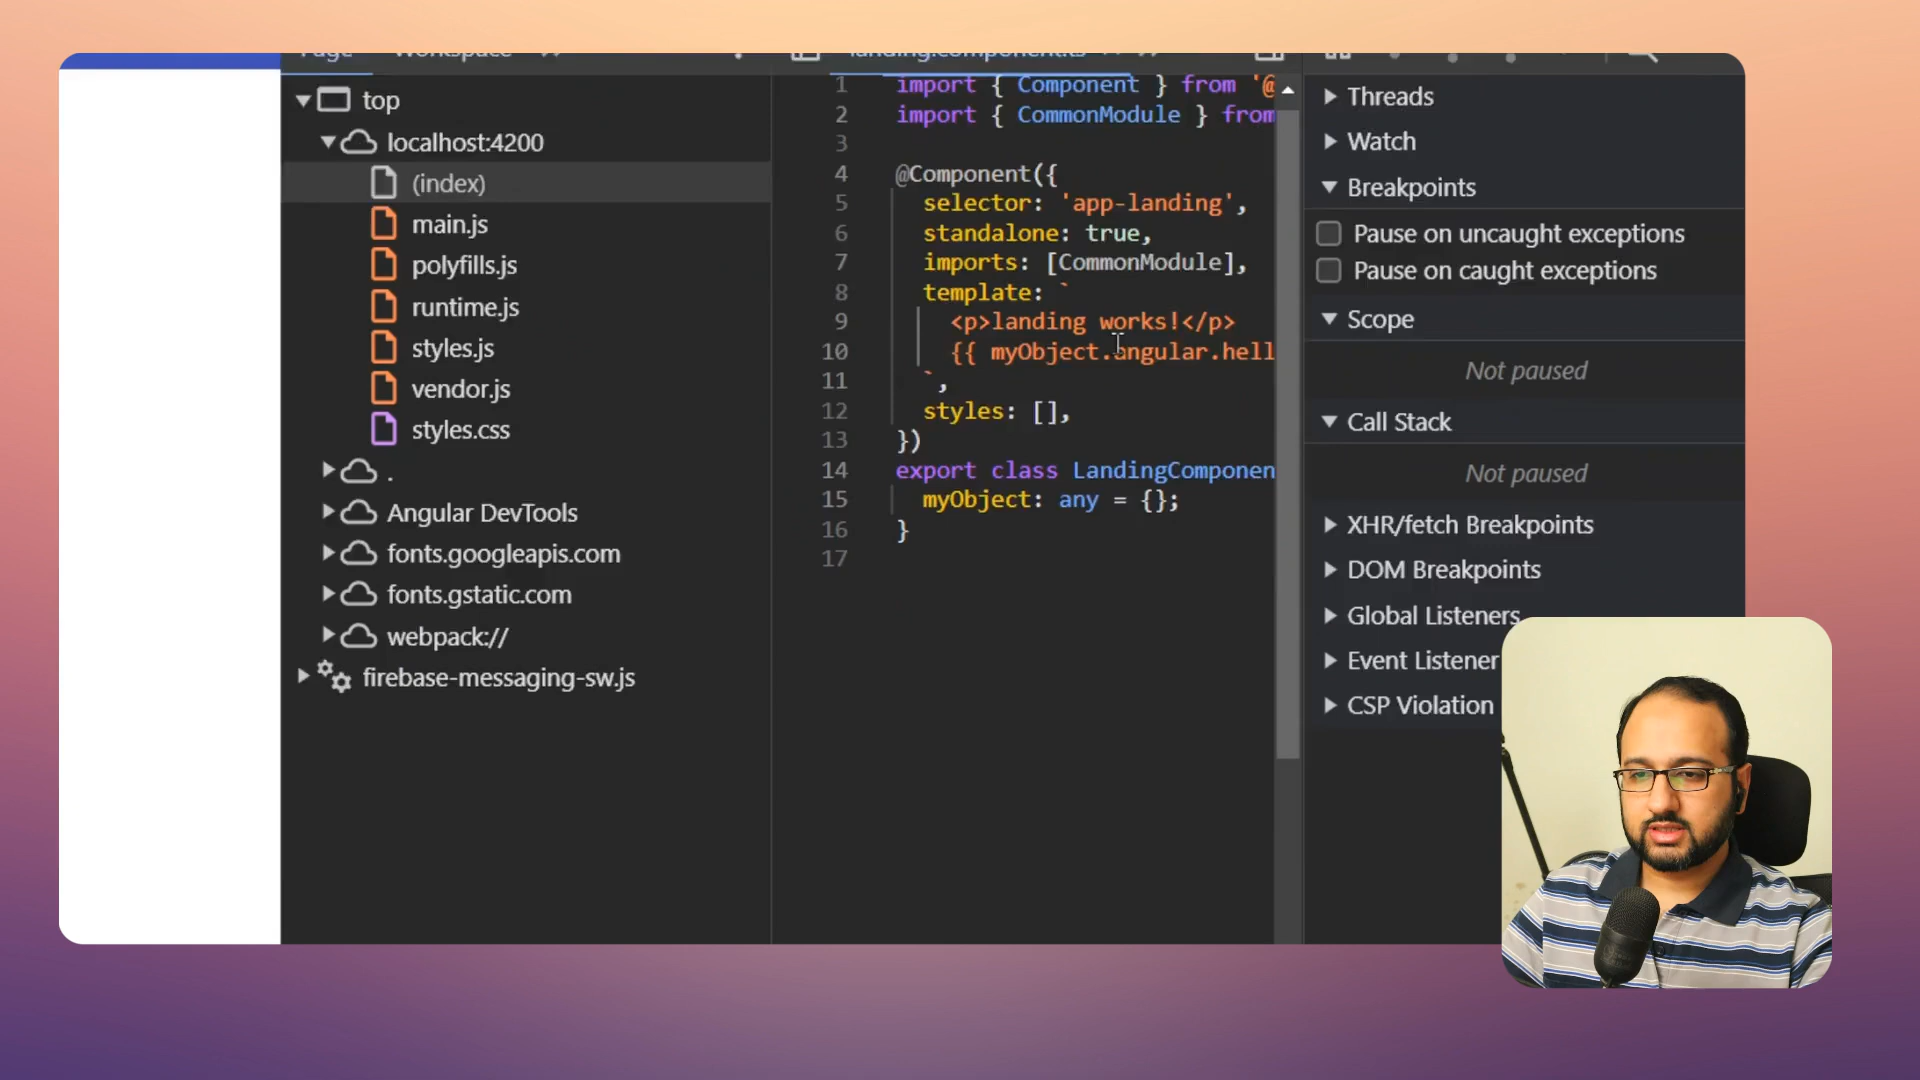 Page Workspace
landing.component.ts
top
localhost:4200
(index)
main.js
polyfills.js
runtime.js
styles.js
vendor.js
styles.css
.
Angular DevTools
fonts.googleapis.com
fonts.gstatic.com
webpack://
firebase-messaging-sw.js
1 import { Component } from '@
2 import { CommonModule } from
3
4 @Component({
5 selector: 'app-landing',
6 standalone: true,
7 imports: [CommonModule],
8 template: `
9 <p>landing works!</p>
10 {{ myObject.angular.hell
11 `,
12 styles: [],
13 })
14 export class LandingComponen
15 myObject: any = {};
16 }
17
Threads
Watch
Breakpoints
Pause on uncaught exceptions
Pause on caught exceptions
Scope
Not paused
Call Stack
Not paused
XHR/fetch Breakpoints
DOM Breakpoints
Global Listeners
Event Listener
CSP Violation